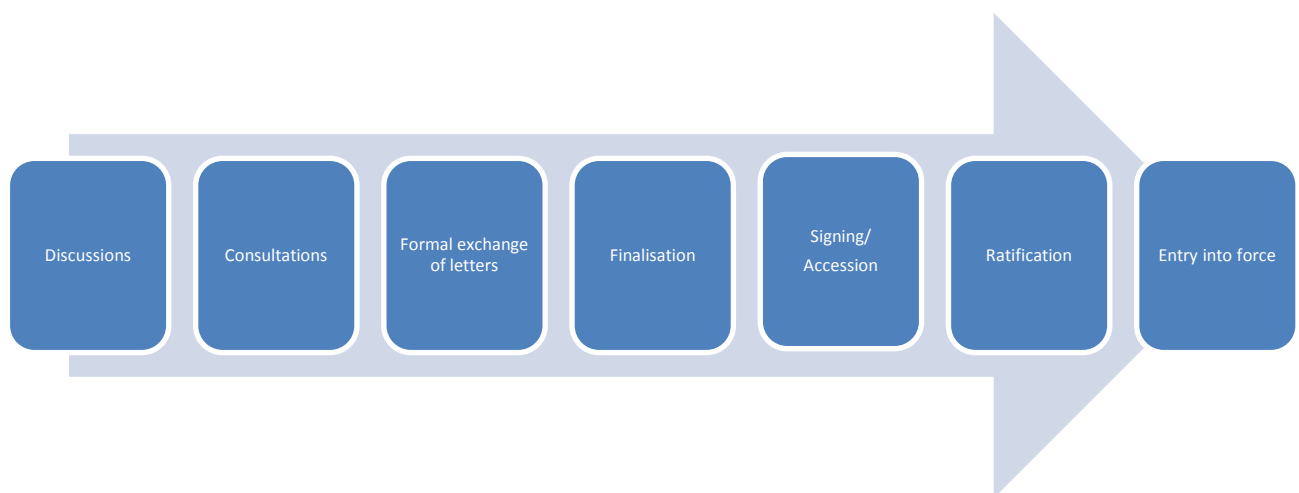 Discussions
Consultations
Formal exchange
of letters
Finalisation
Signing/
Accession
Ratification
Entry into force